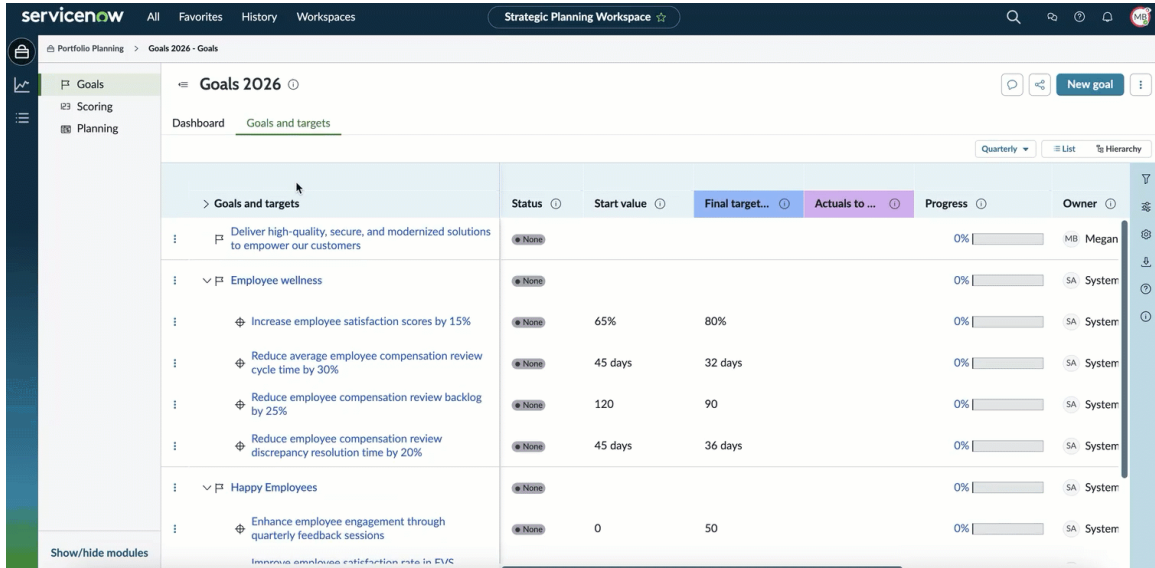 servicenow All Favorites History Workspaces Strategic Planning Workspace MB
Portfolio Planning > Goals 2026 - Goals
Goals
Scoring
Planning
Goals 2026 New goal
Dashboard Goals and targets
Quarterly List Hierarchy
Goals and targets Status Start value Final target... Actuals to ... Progress Owner
Deliver high-quality, secure, and modernized solutions
to empower our customers None 0% MB Megan
Employee wellness None 0% SA System
Increase employee satisfaction scores by 15% None 65% 80% 0% SA System
Reduce average employee compensation review
cycle time by 30% None 45 days 32 days 0% SA System
Reduce employee compensation review backlog
by 25% None 120 90 0% SA System
Reduce employee compensation review
discrepancy resolution time by 20% None 45 days 36 days 0% SA System
Happy Employees None 0% SA System
Enhance employee engagement through
quarterly feedback sessions None 0 50 0% SA System
Improve employee satisfaction rate in EVS
Show/hide modules